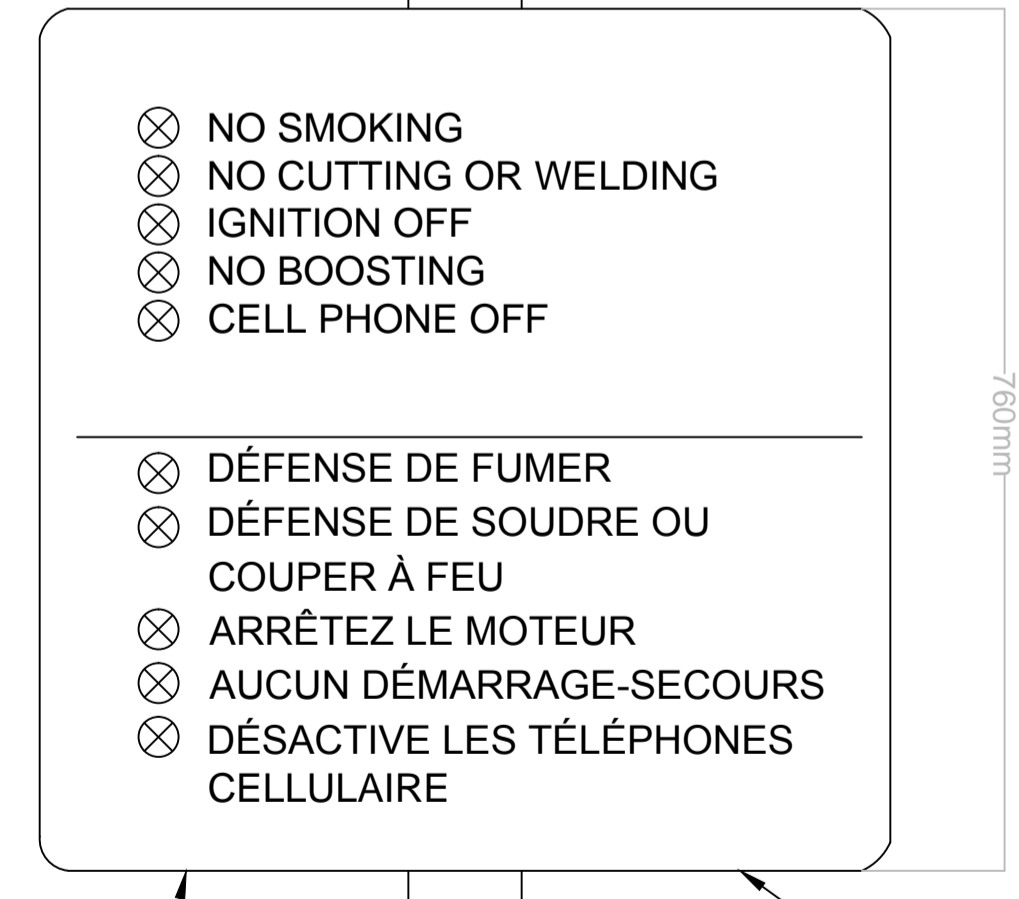 NO SMOKING
NO CUTTING OR WELDING
IGNITION OFF
NO BOOSTING
CELL PHONE OFF
DÉFENSE DE FUMER
DÉFENSE DE SOUDRE OU
COUPER À FEU
ARRÊTEZ LE MOTEUR
AUCUN DÉMARRAGE-SECOURS
DÉSACTIVE LES TÉLÉPHONES
CELLULAIRE
760mm